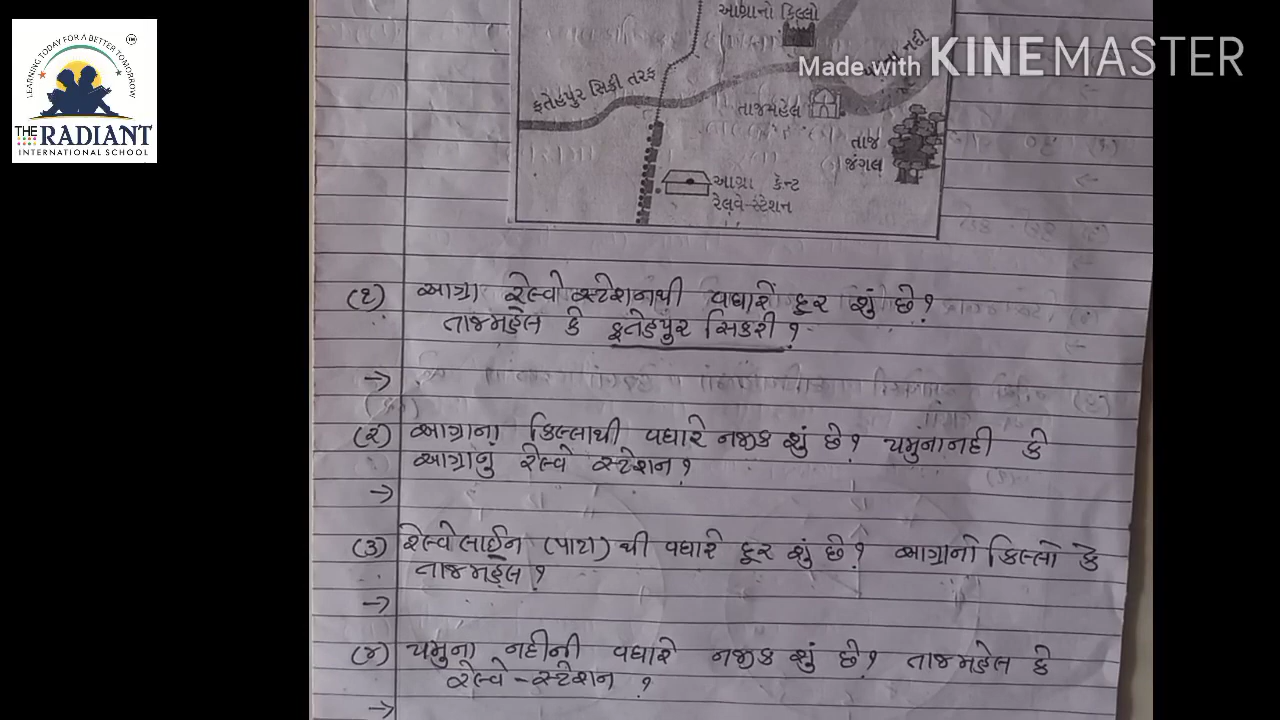 LEARNING TODAY FOR A BETTER TOMORROW
THE RADIANT
INTERNATIONAL SCHOOL
Made with KINEMASTER
આગ્રાનો કિલ્લો
નદી
ફતેહપુર સિક્રી તરફ
તાજમહેલ
તાજ
જંગલ
આગ્રા કેન્ટ
રેલ્વે-સ્ટેશન
(૧) આગ્રા રેલ્વે સ્ટેશનથી વધારે દૂર શું છે?
તાજમહેલ કે ફતેહપુર સિકરી ?
→
(૨) આગ્રાના કિલ્લાથી વધારે નજીક શું છે? યમુના નદી કે
આગ્રાનું રેલ્વે સ્ટેશન ?
→
(૩) રેલ્વેલાઈન (પાટા) થી વધારે દૂર શું છે? આગ્રાનો કિલ્લો કે
તાજમહેલ ?
→
(૪) યમુના નદીની વધારે નજીક શું છે? તાજમહેલ કે
રેલ્વે-સ્ટેશન ?
→